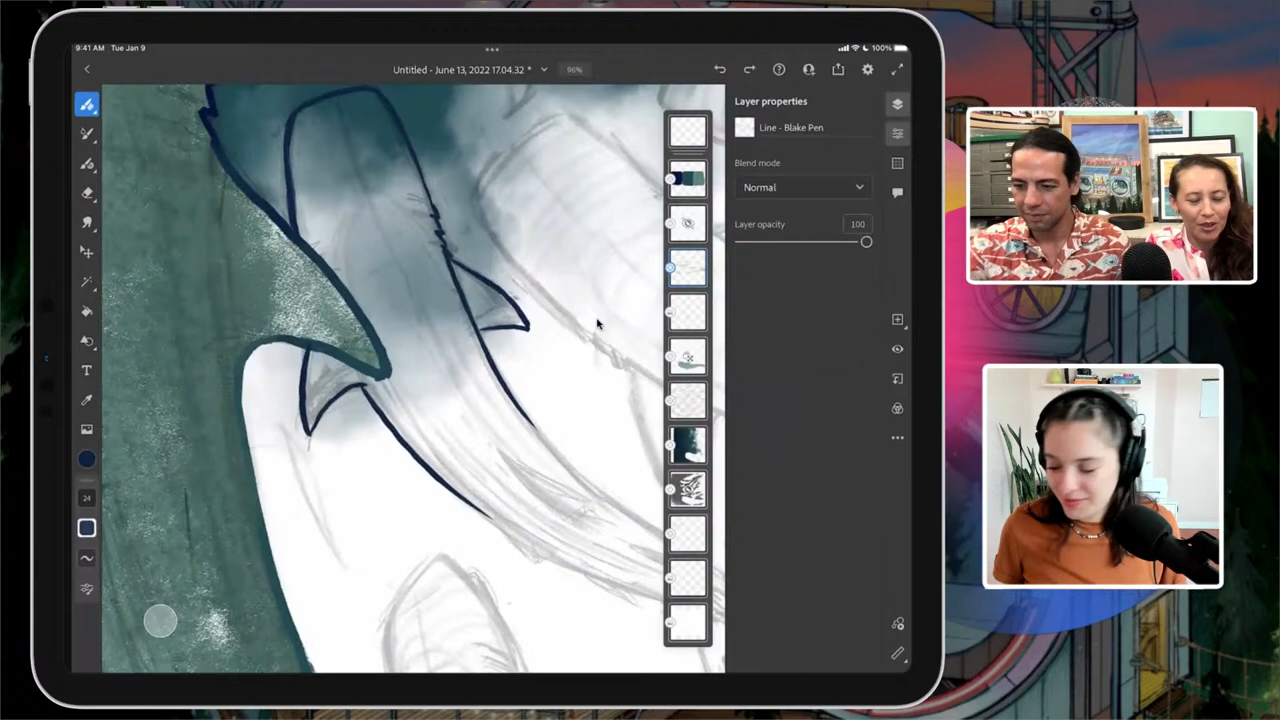 9:41 AM Tue Jan 9
100%
Untitled - June 13, 2022 17.04.32 *
96%
Layer properties
Line - Blake Pen
Blend mode
Normal
Layer opacity
100
T
24